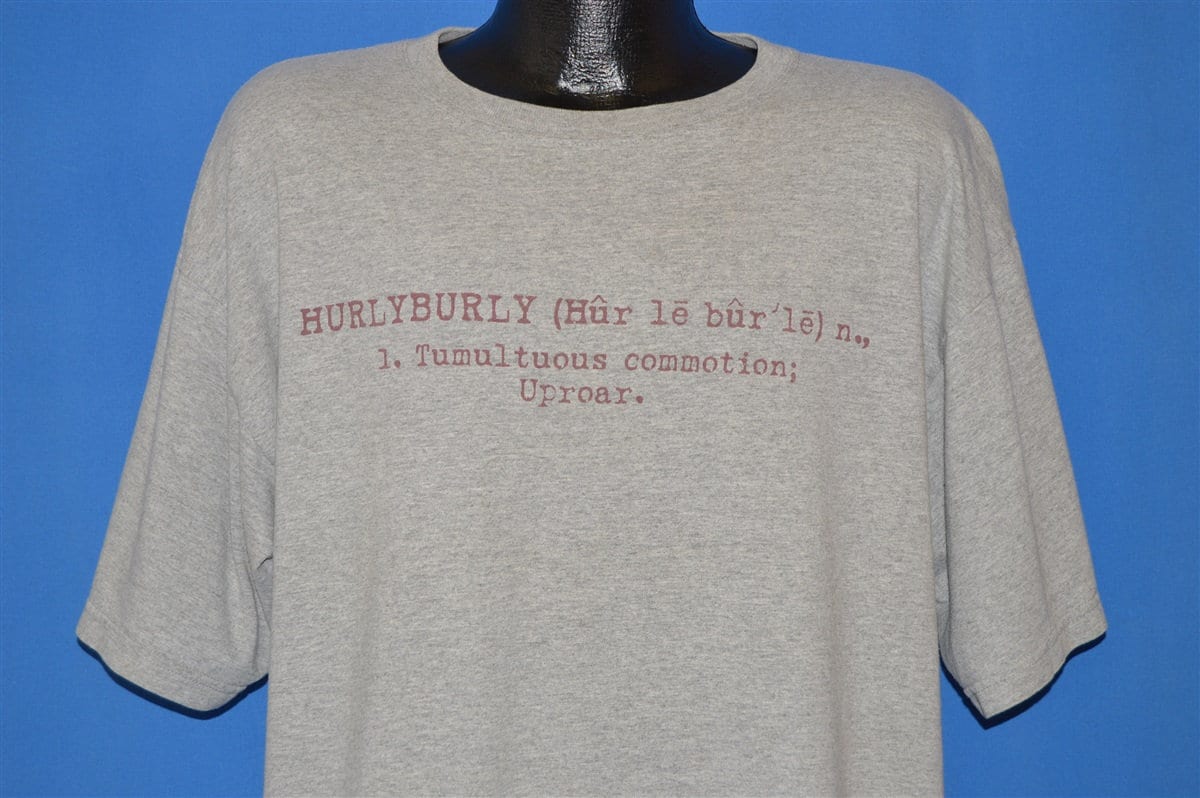 HURLYBURLY (Hûr lē bûr´lē) n.,
1. Tumultuous commotion;
Uproar.